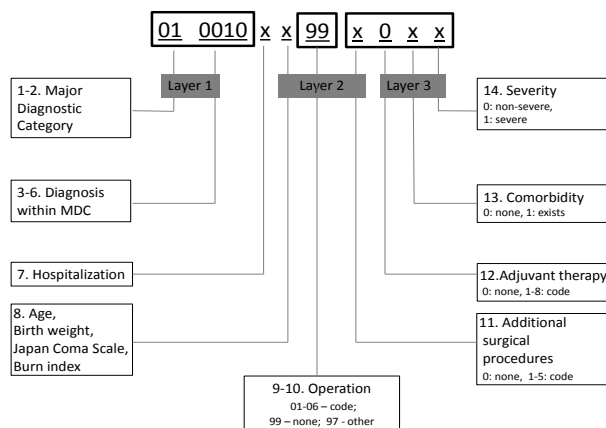 01 0010 x x 99 x 0 x x
Layer 1
Layer 2
Layer 3
1-2. Major
Diagnostic
Category
3-6. Diagnosis
within MDC
7. Hospitalization
8. Age,
Birth weight,
Japan Coma Scale,
Burn index
9-10. Operation
01-06 – code;
99 – none; 97 - other
14. Severity
0: non-severe,
1: severe
13. Comorbidity
0: none, 1: exists
12.Adjuvant therapy
0: none, 1-8: code
11. Additional
surgical
procedures
0: none, 1-5: code